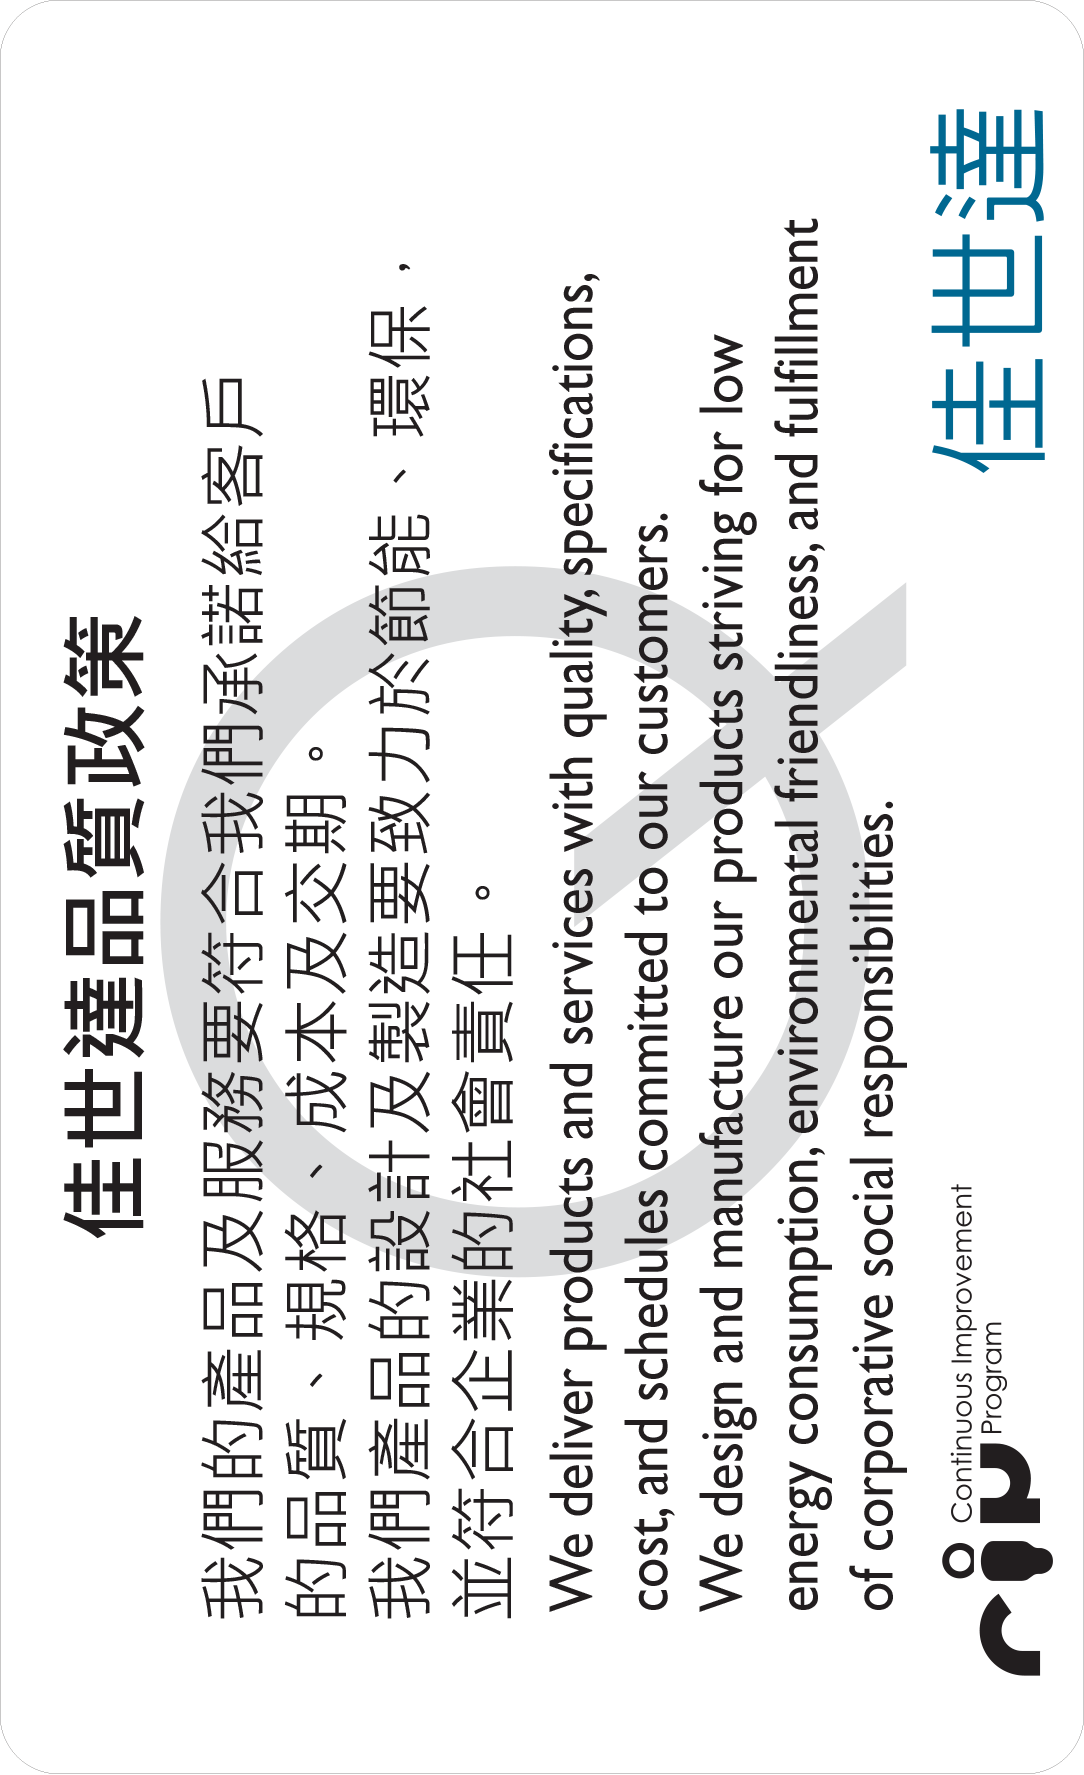 佳世達品質政策
我們的產品及服務要符合我們承諾給客戶
的品質、規格、成本及交期。
我們產品的設計及製造要致力於節能、環保，
並符合企業的社會責任。
We deliver products and services with quality, specifications,
cost, and schedules committed to our customers.
We design and manufacture our products striving for low
energy consumption, environmental friendliness, and fulfillment
of corporative social responsibilities.
cip
Continuous Improvement
Program
佳世達